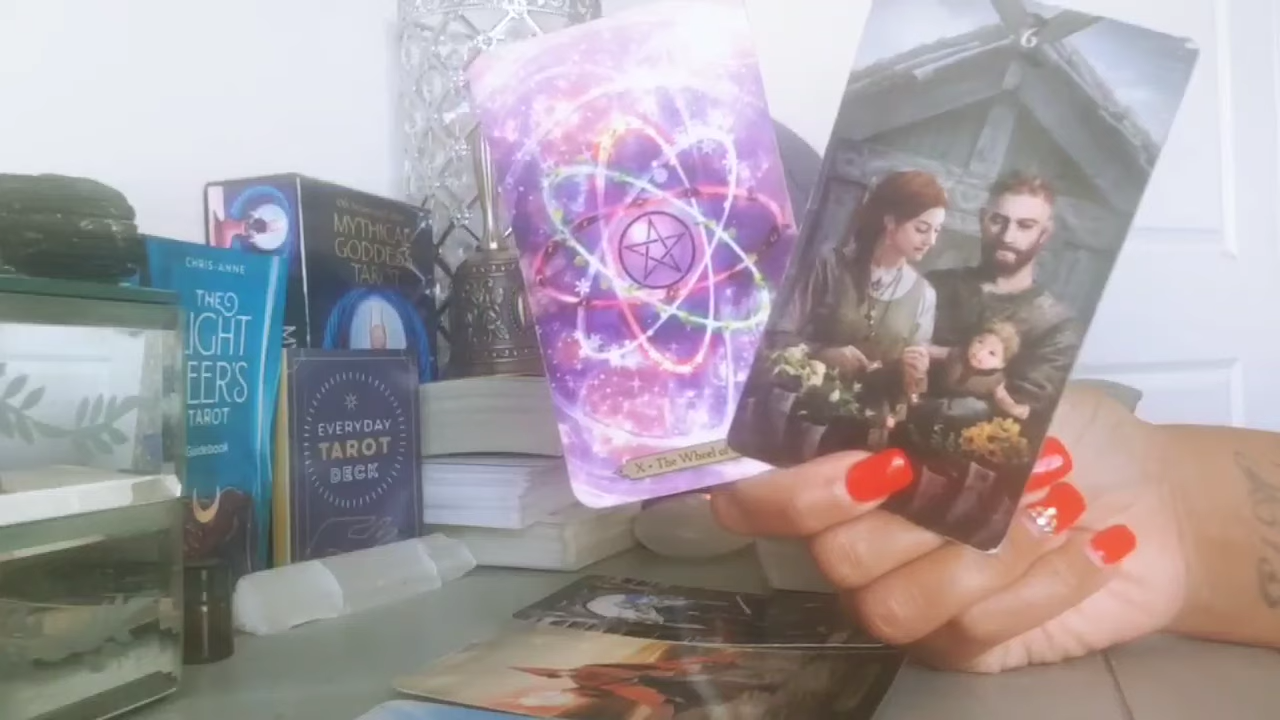 CHRIS-ANNE
THE
LIGHT
SEER'S
TAROT
Guidebook
MYTHICAL
GODDESS
TAROT
M
EVERYDAY
TAROT
DECK
X • The Wheel of
6